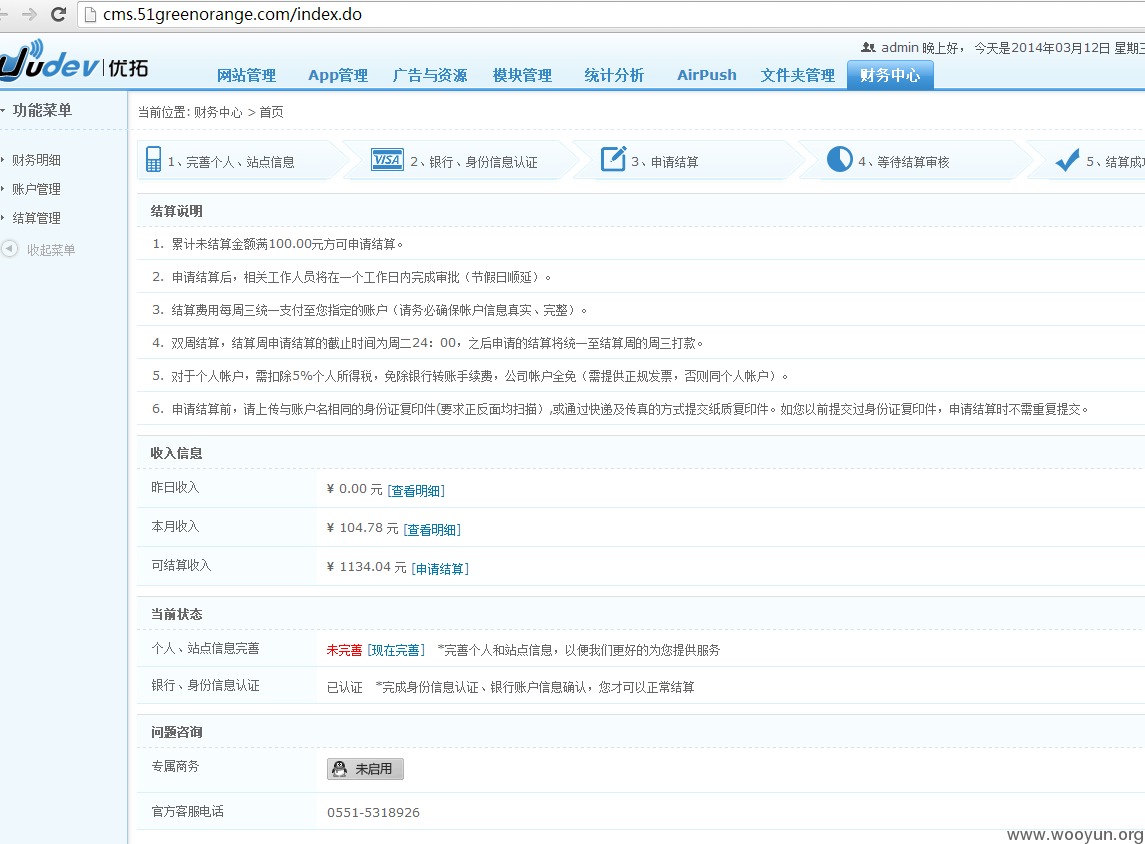 cms.51greenorange.com/index.do
Judev|优拓
admin 晚上好， 今天是2014年03月12日 星期三
网站管理 App管理 广告与资源 模块管理 统计分析 AirPush 文件夹管理 财务中心
功能菜单
财务明细
账户管理
结算管理
收起菜单
当前位置: 财务中心 > 首页
1、完善个人、站点信息 VISA 2、银行、身份信息认证 3、申请结算 4、等待结算审核 5、结算成
结算说明
1. 累计未结算金额满100.00元方可申请结算。
2. 申请结算后，相关工作人员将在一个工作日内完成审批（节假日顺延）。
3. 结算费用每周三统一支付至您指定的账户（请务必确保帐户信息真实、完整）。
4. 双周结算，结算周申请结算的截止时间为周二24：00，之后申请的结算将统一至结算周的周三打款。
5. 对于个人帐户，需扣除5%个人所得税，免除银行转账手续费，公司帐户全免（需提供正规发票，否则同个人帐户）。
6. 申请结算前，请上传与账户名相同的身份证复印件(要求正反面均扫描）,或通过快递及传真的方式提交纸质复印件。如您以前提交过身份证复印件，申请结算时不需重复提交。
收入信息
昨日收入 ¥ 0.00 元 [查看明细]
本月收入 ¥ 104.78 元 [查看明细]
可结算收入 ¥ 1134.04 元 [申请结算]
当前状态
个人、站点信息完善 未完善 [现在完善] *完善个人和站点信息，以便我们更好的为您提供服务
银行、身份信息认证 已认证 *完成身份信息认证、银行账户信息确认，您才可以正常结算
问题咨询
专属商务 未启用
官方客服电话 0551-5318926
www.wooyun.org